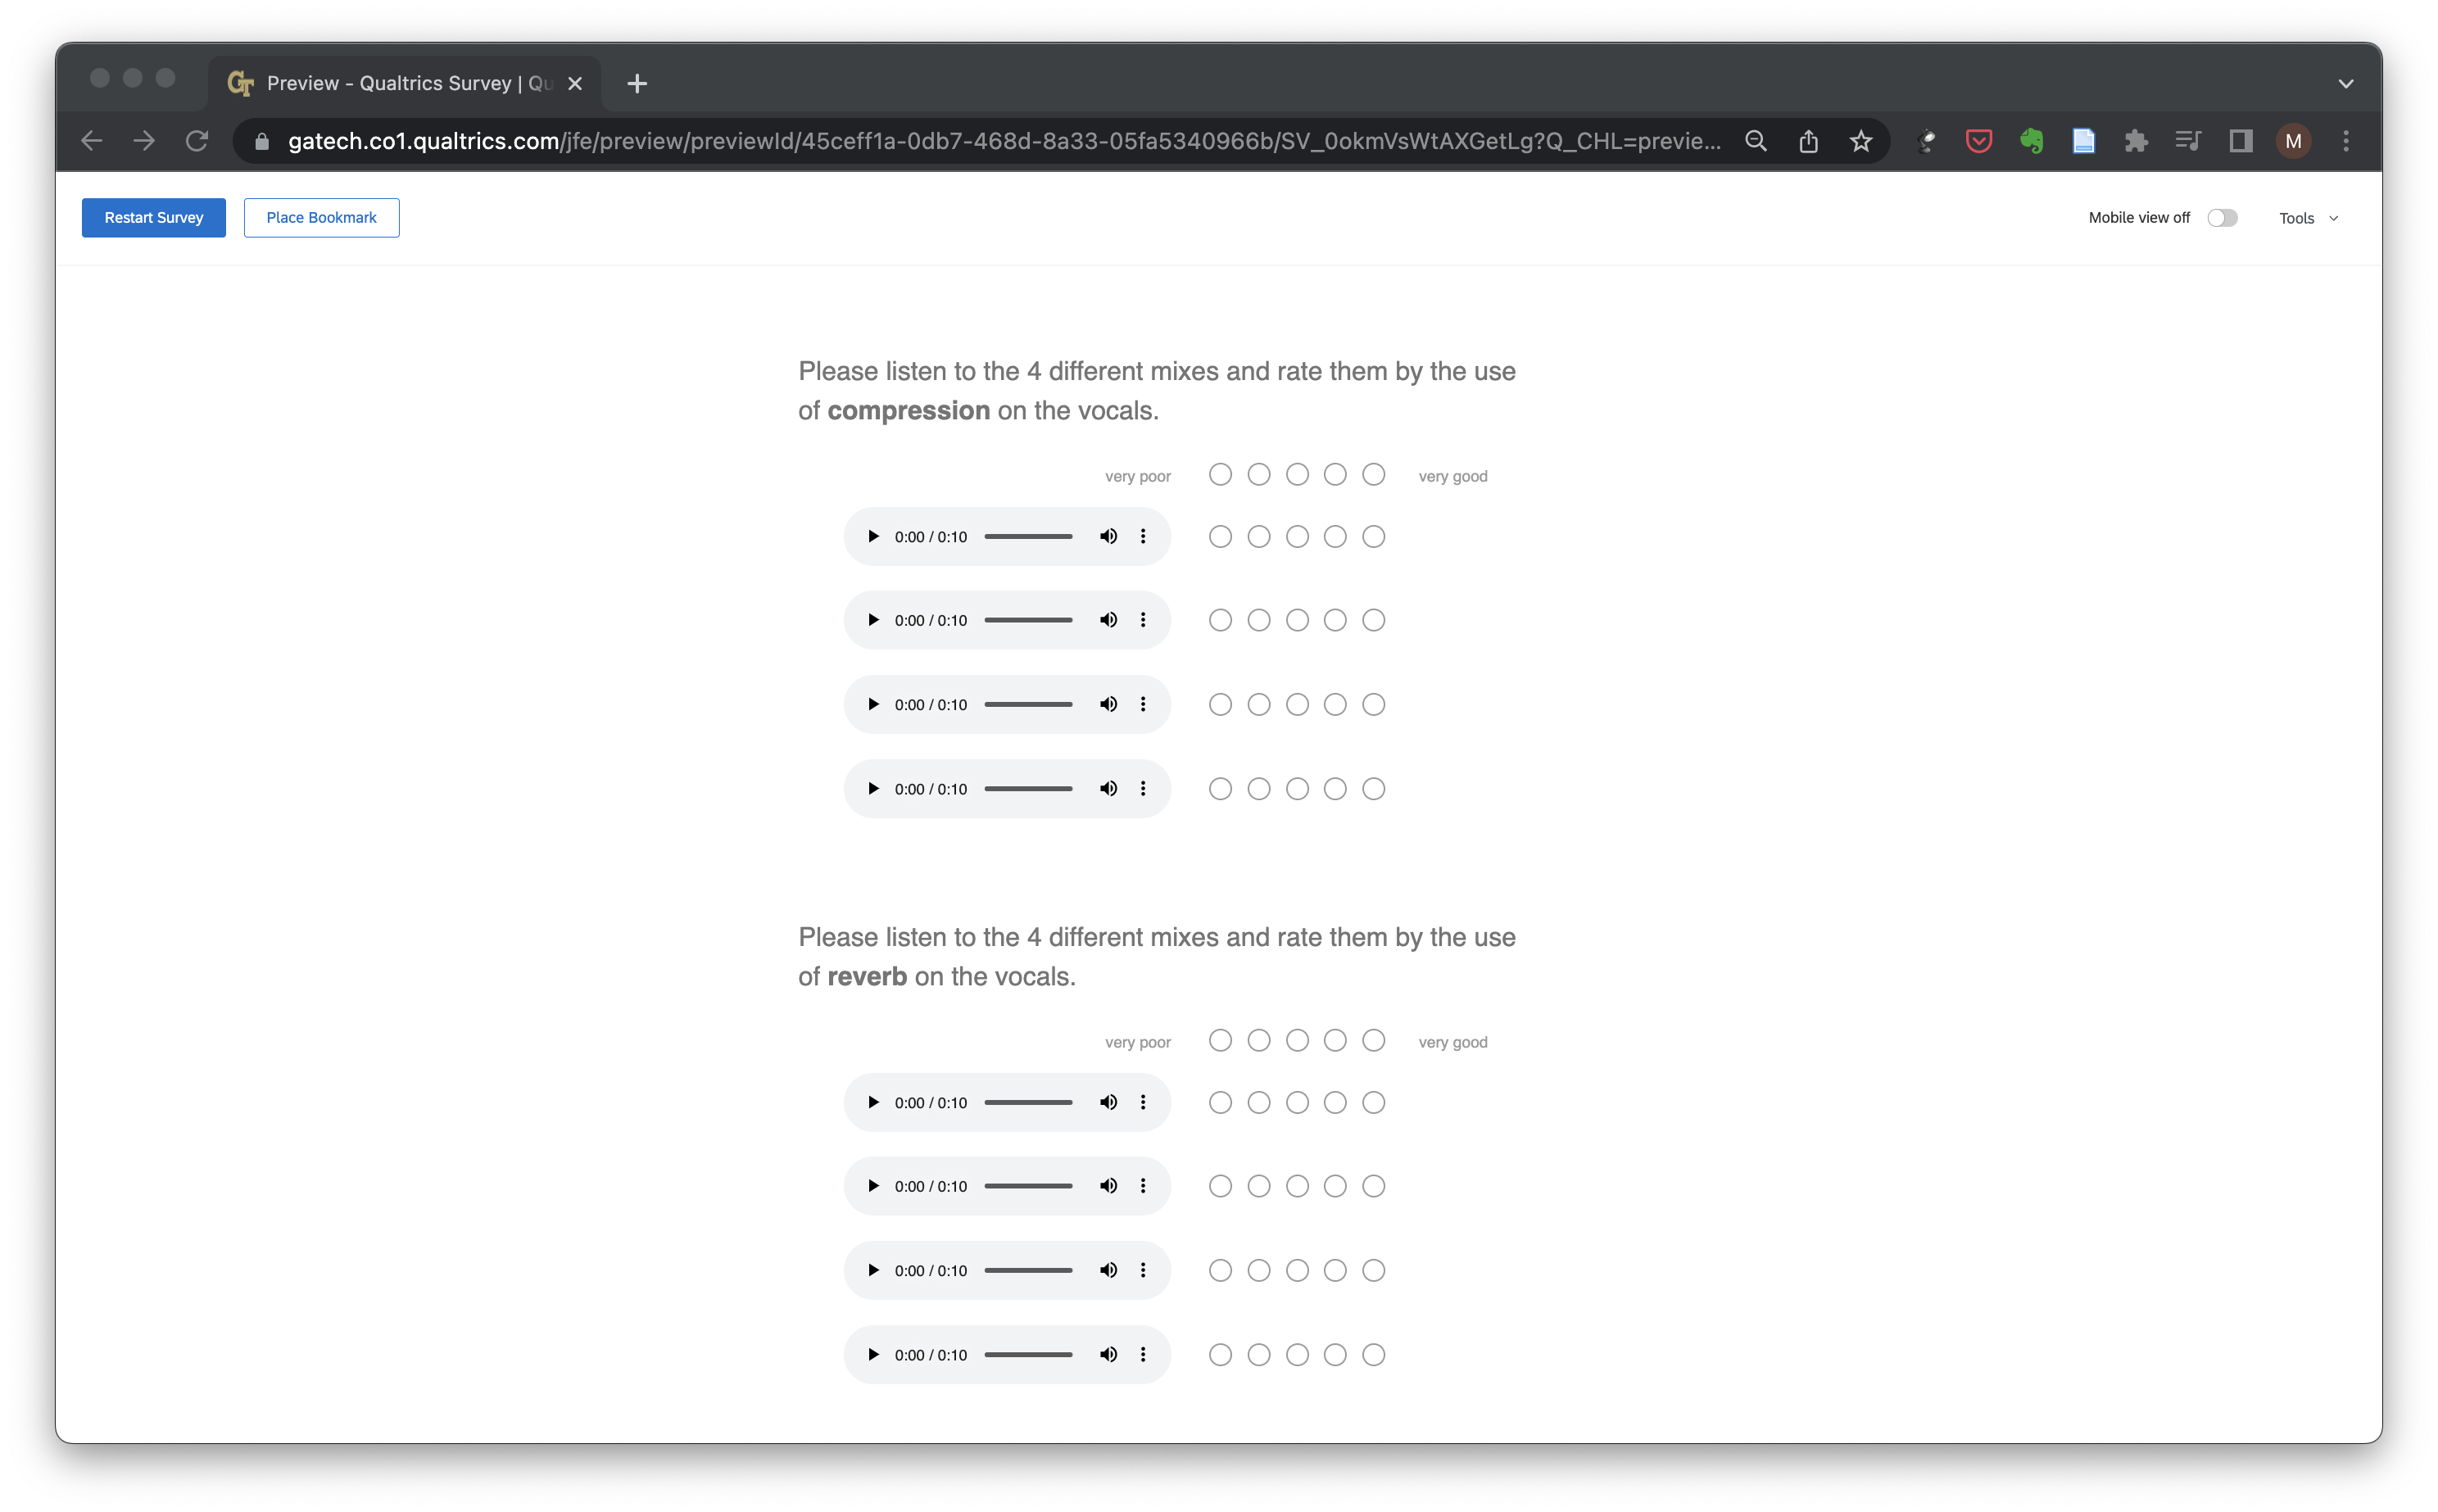 GT Preview - Qualtrics Survey | Qu
gatech.co1.qualtrics.com/jfe/preview/previewId/45ceff1a-0db7-468d-8a33-05fa5340966b/SV_0okmVsWtAXGetLg?Q_CHL=previe...
M
Restart Survey
Place Bookmark
Mobile view off
Tools
Please listen to the 4 different mixes and rate them by the use
of compression on the vocals.
very poor
very good
0:00 / 0:10
0:00 / 0:10
0:00 / 0:10
0:00 / 0:10
Please listen to the 4 different mixes and rate them by the use
of reverb on the vocals.
very poor
very good
0:00 / 0:10
0:00 / 0:10
0:00 / 0:10
0:00 / 0:10